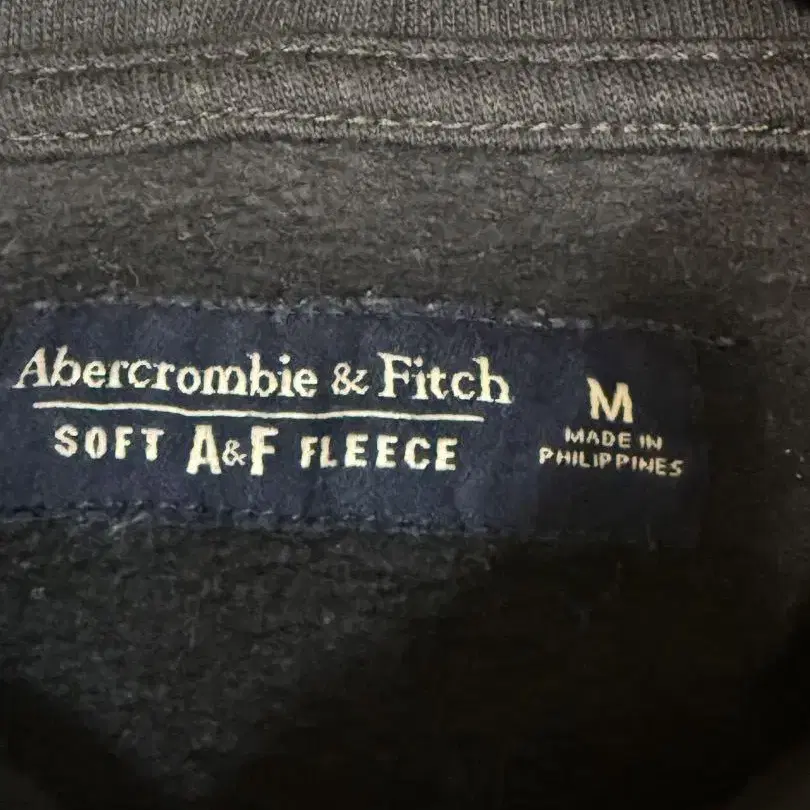 Abercrombie & Fitch
SOFT A&F FLEECE
M
MADE IN
PHILIPPINES